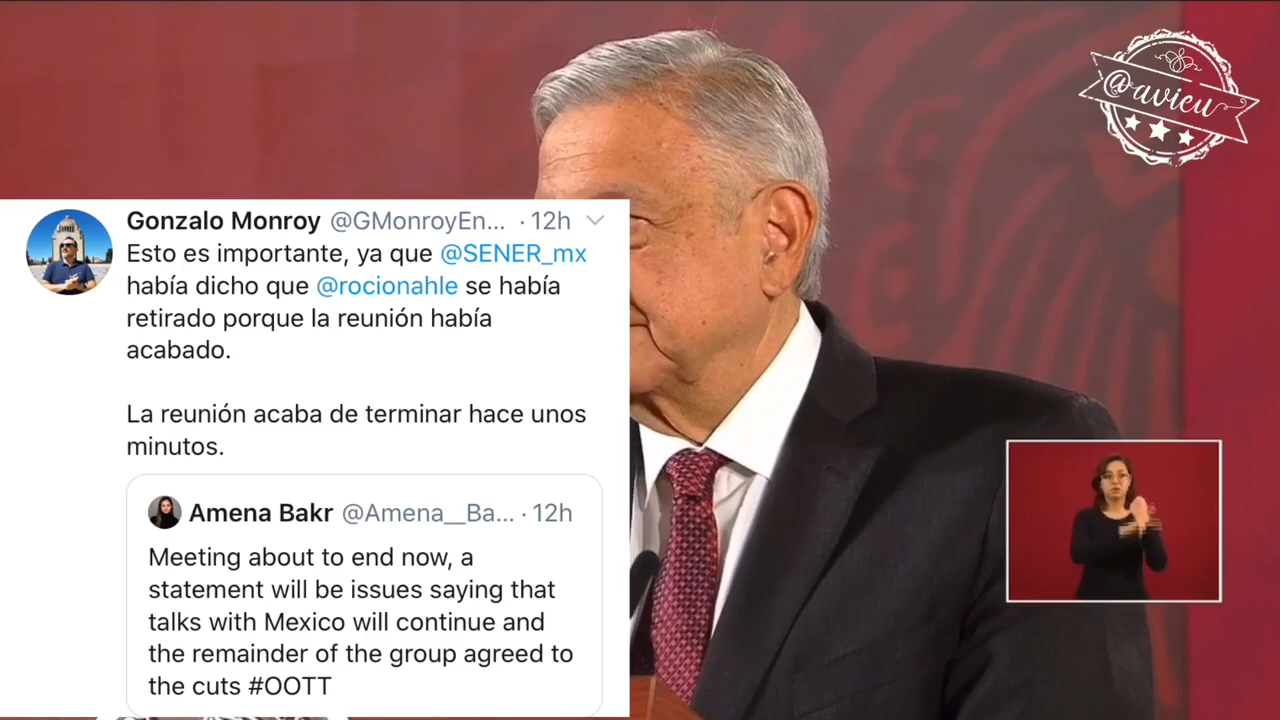 @avieu
Gonzalo Monroy @GMonroyEn... · 12h
Esto es importante, ya que @SENER_mx
había dicho que @rocionahle se había
retirado porque la reunión había
acabado.
La reunión acaba de terminar hace unos
minutos.
Amena Bakr @Amena__Ba... · 12h
Meeting about to end now, a
statement will be issues saying that
talks with Mexico will continue and
the remainder of the group agreed to
the cuts #OOTT